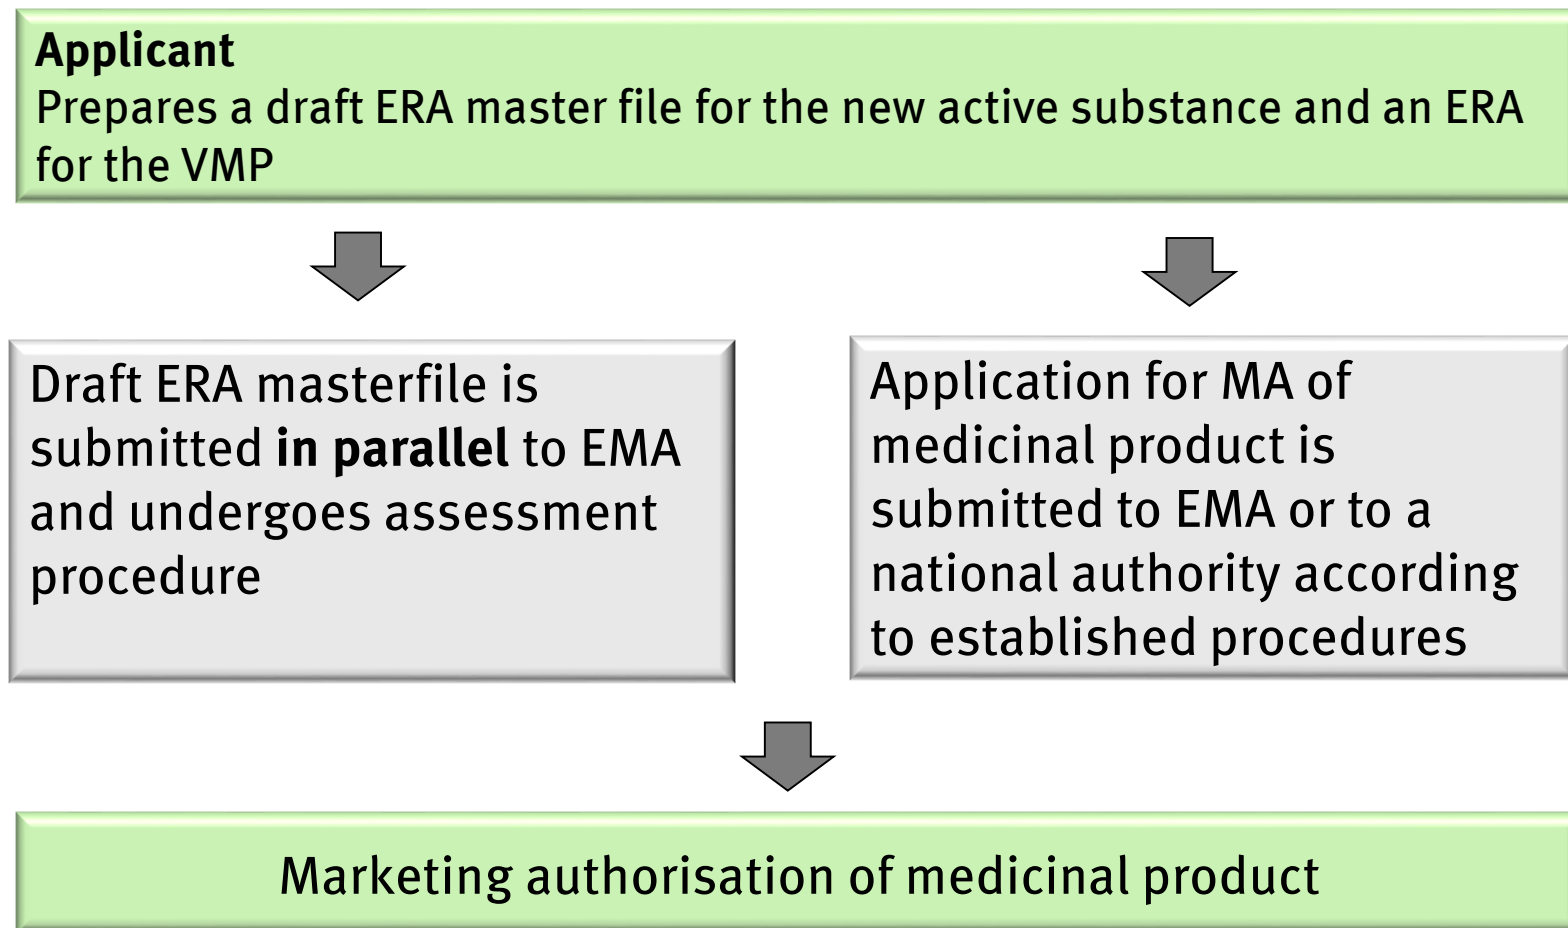 Applicant
Prepares a draft ERA master file for the new active substance and an ERA
for the VMP
Draft ERA masterfile is
submitted in parallel to EMA
and undergoes assessment
procedure
Application for MA of
medicinal product is
submitted to EMA or to a
national authority according
to established procedures
Marketing authorisation of medicinal product